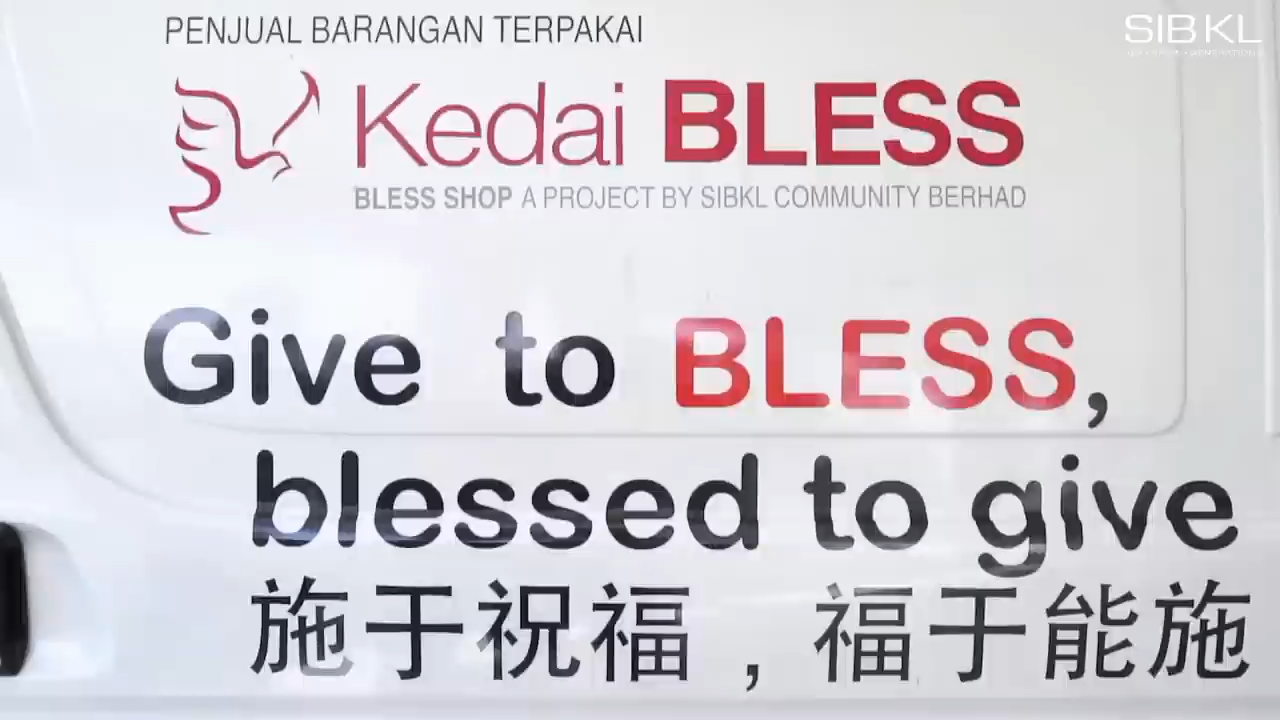 PENJUAL BARANGAN TERPAKAI
SIBKL
Kedai BLESS
BLESS SHOP A PROJECT BY SIBKL COMMUNITY BERHAD
Give to BLESS,
blessed to give
施于祝福，福于能施